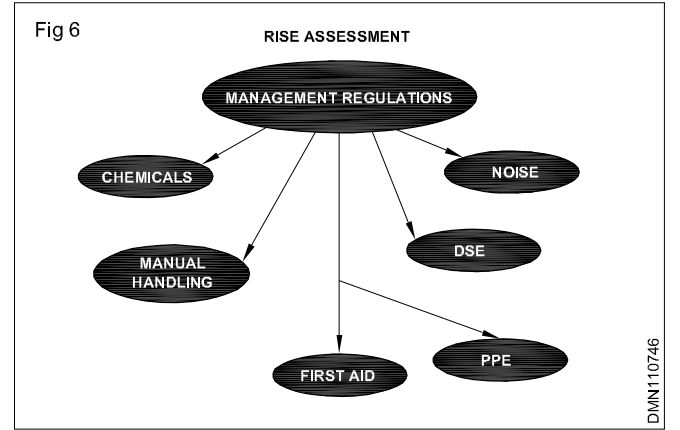 Fig 6
RISE ASSESSMENT
MANAGEMENT REGULATIONS
CHEMICALS
NOISE
MANUAL
HANDLING
DSE
FIRST AID
PPE
DMN110746